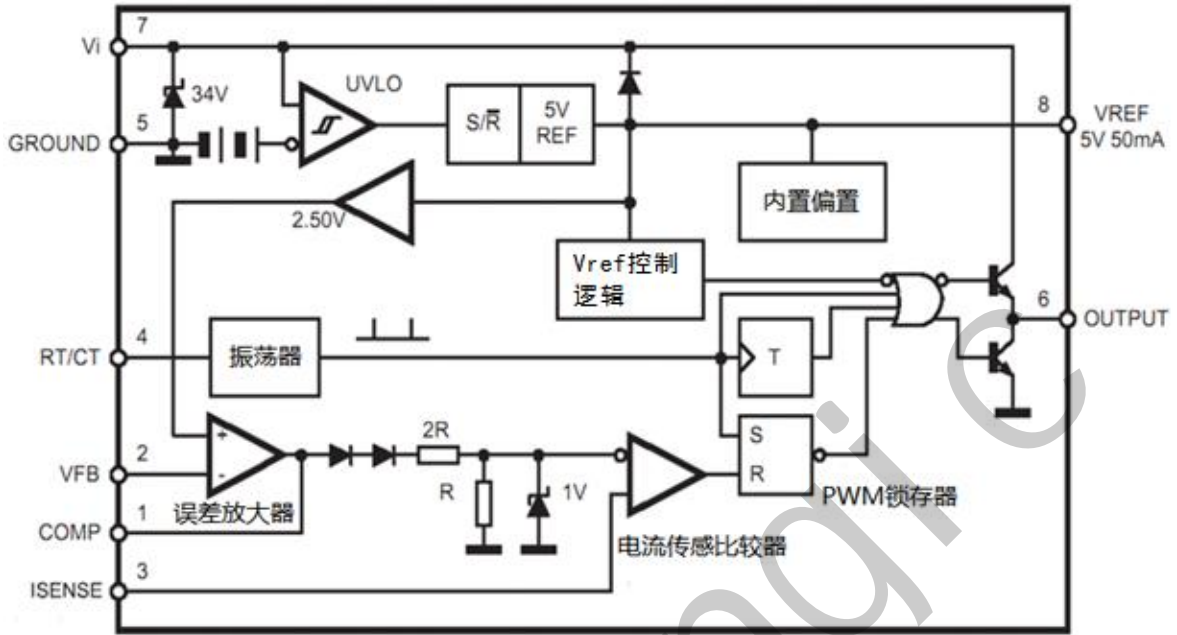 7
Vi
34V
UVLO
5
GROUND
S/R̅
5V
REF
8
VREF
5V 50mA
2.50V
内置偏置
Vref控制
逻辑
6
OUTPUT
4
RT/CT
振荡器
T
+
-
2
VFB
误差放大器
2R
R
1V
S
R
PWM锁存器
1
COMP
电流传感比较器
3
ISENSE